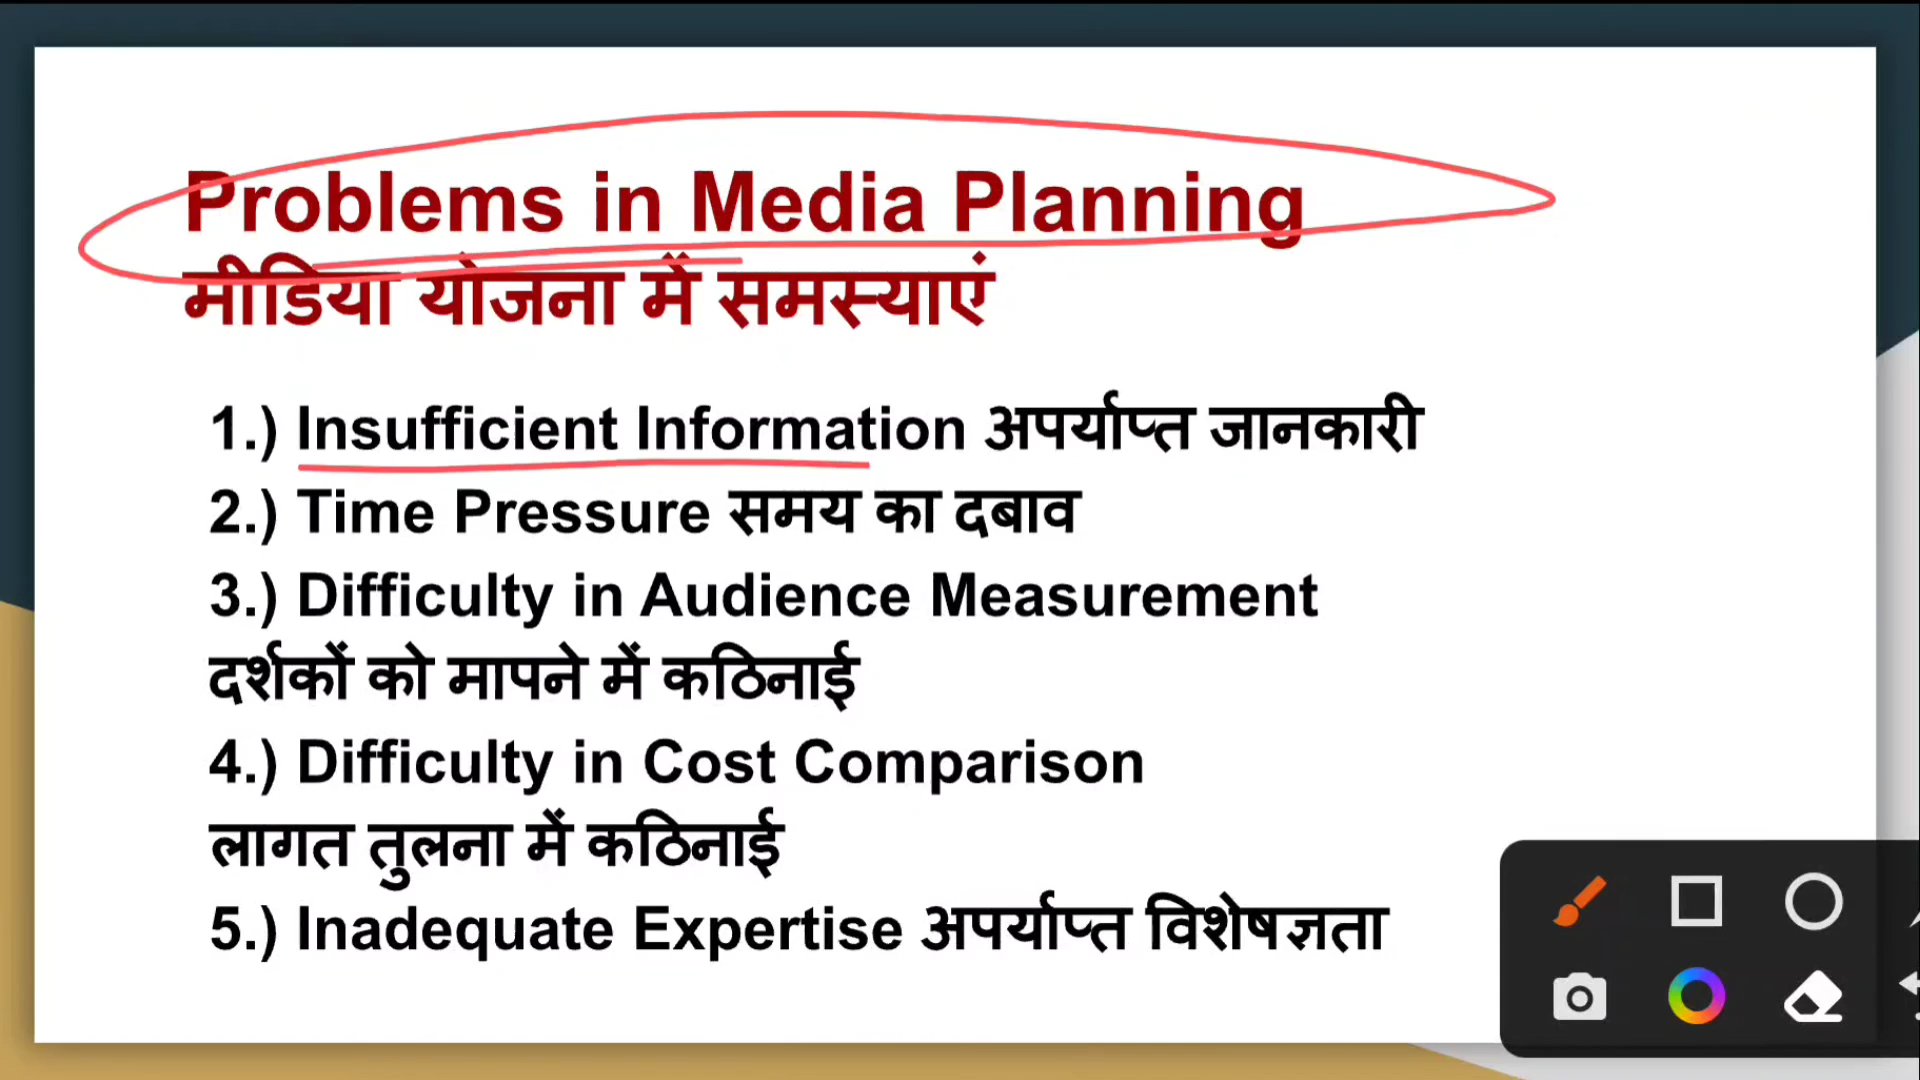 Problems in Media Planning
मीडिया योजना में समस्याएं
1.) Insufficient Information अपर्याप्त जानकारी
2.) Time Pressure समय का दबाव
3.) Difficulty in Audience Measurement
दर्शकों को मापने में कठिनाई
4.) Difficulty in Cost Comparison
लागत तुलना में कठिनाई
5.) Inadequate Expertise अपर्याप्त विशेषज्ञता